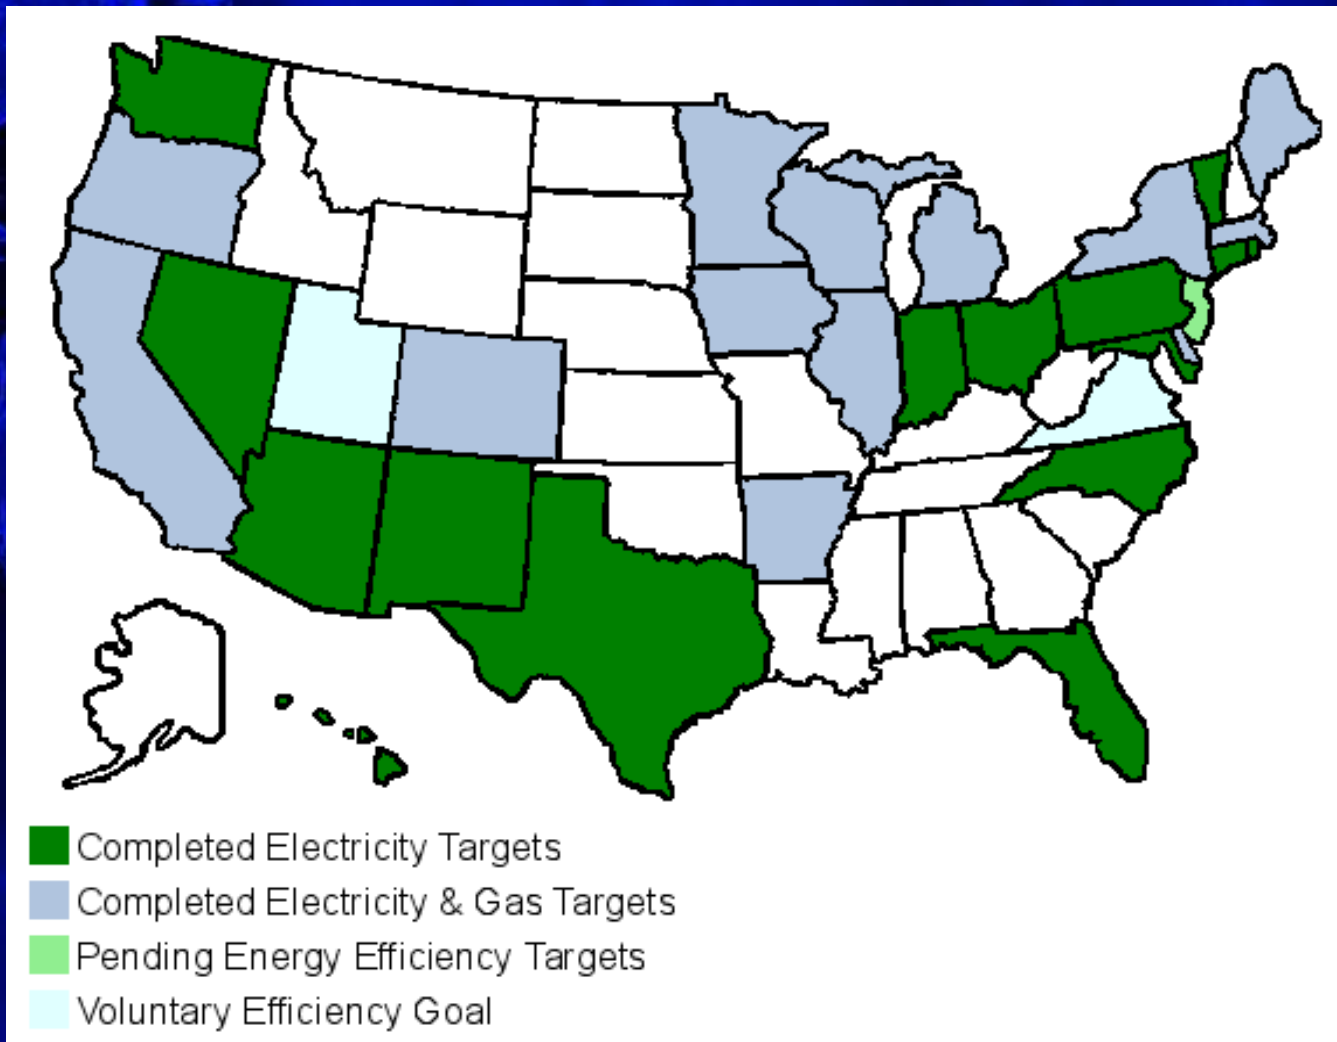 Completed Electricity Targets
Completed Electricity & Gas Targets
Pending Energy Efficiency Targets
Voluntary Efficiency Goal